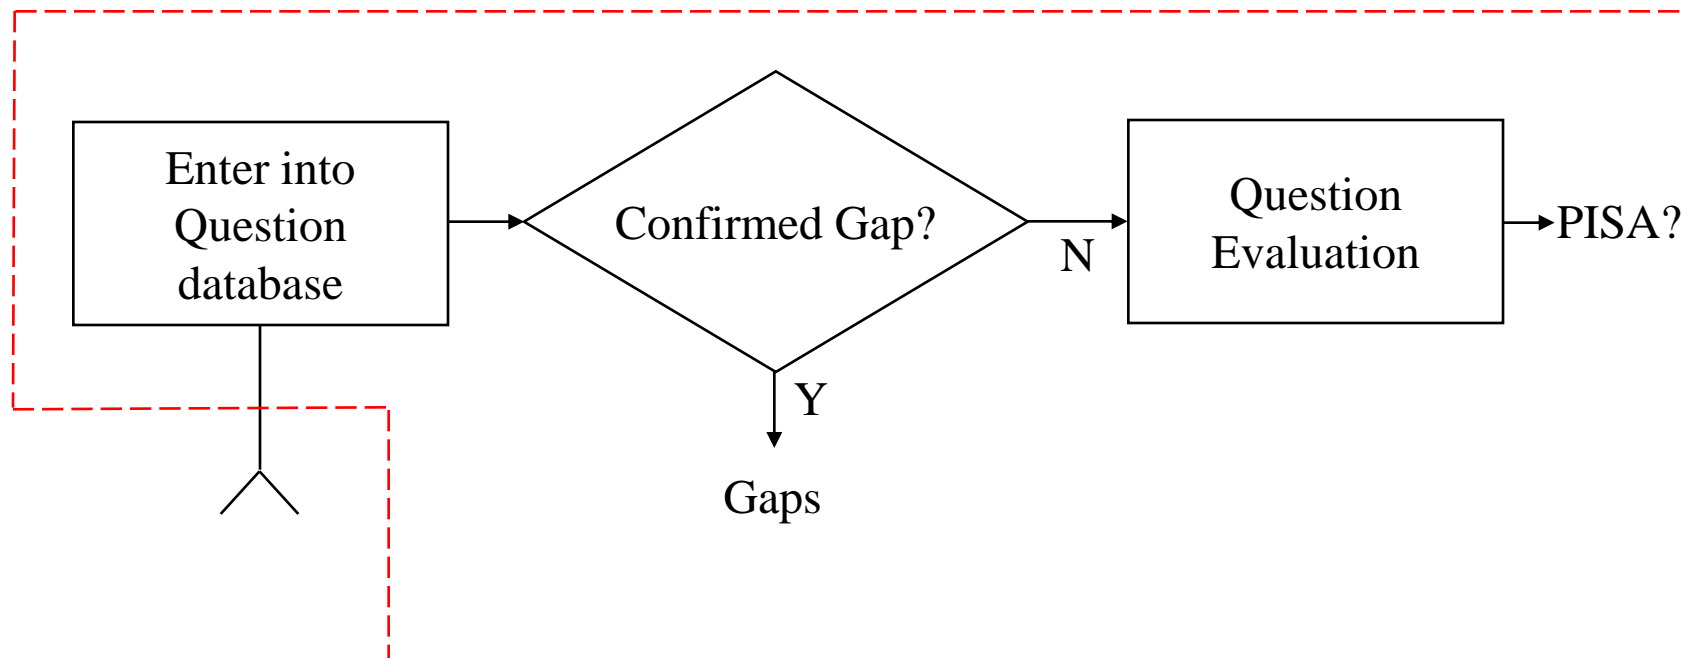 Enter into
Question
database
Confirmed Gap?
N
Question
Evaluation
PISA?
Y
Gaps